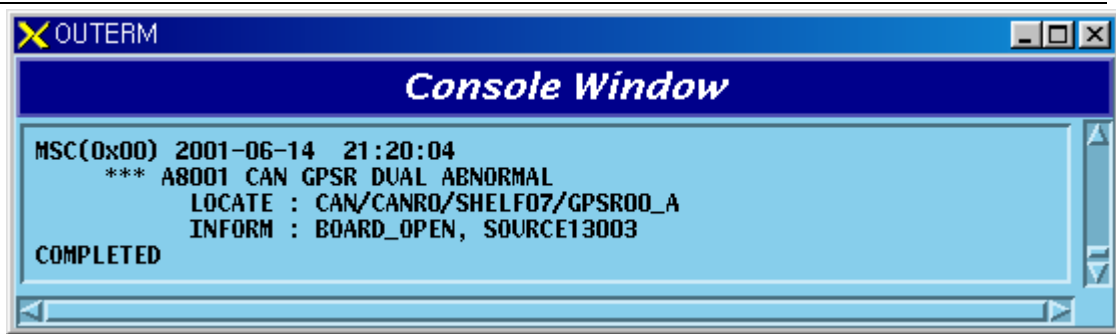 OUTERM
Console Window
MSC(0x00) 2001-06-14 21:20:04
*** A8001 CAN GPSR DUAL ABNORMAL
LOCATE : CAN/CANR0/SHELF07/GPSR00_A
INFORM : BOARD_OPEN, SOURCE13003
COMPLETED